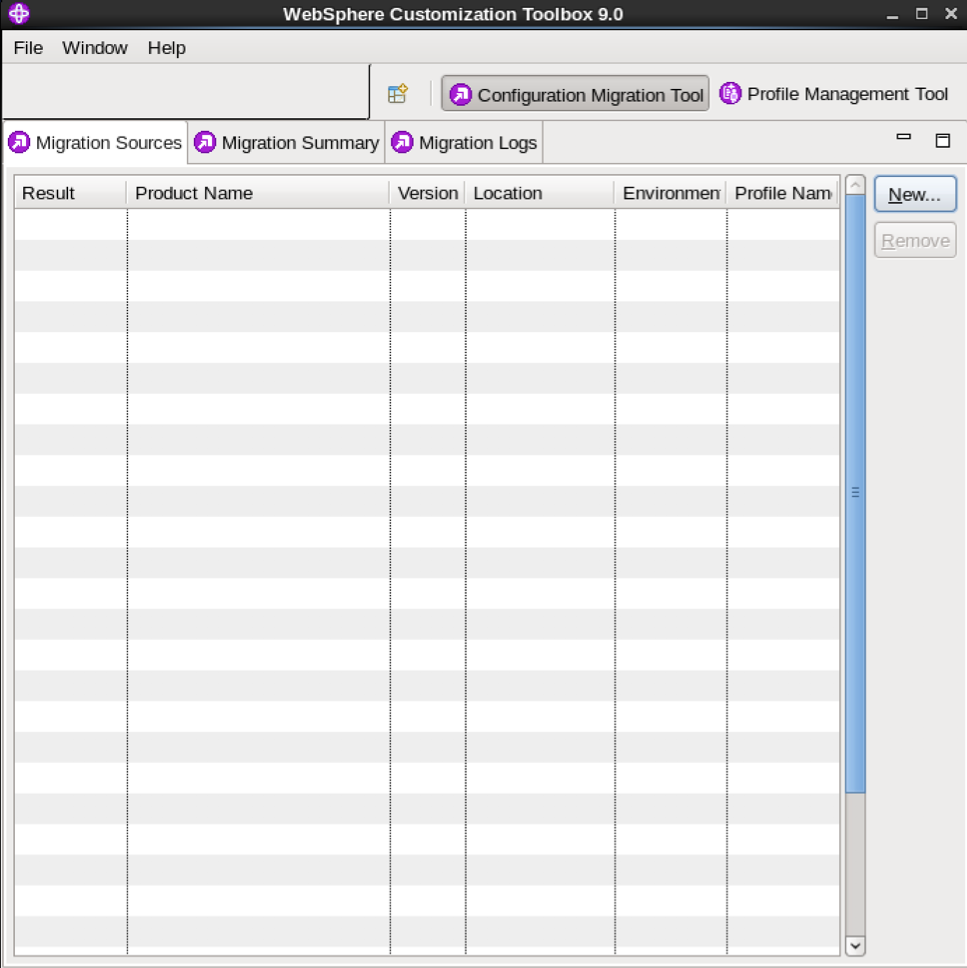 WebSphere Customization Toolbox 9.0
File Window Help
Configuration Migration Tool Profile Management Tool
Migration Sources Migration Summary Migration Logs
Result Product Name Version Location Environmen Profile Nam New...
Remove